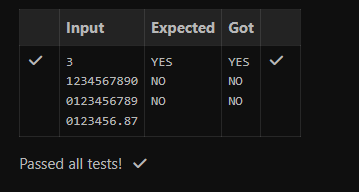 Input Expected Got
3 YES YES
1234567890 NO NO
0123456789 NO NO
0123456.87
Passed all tests!